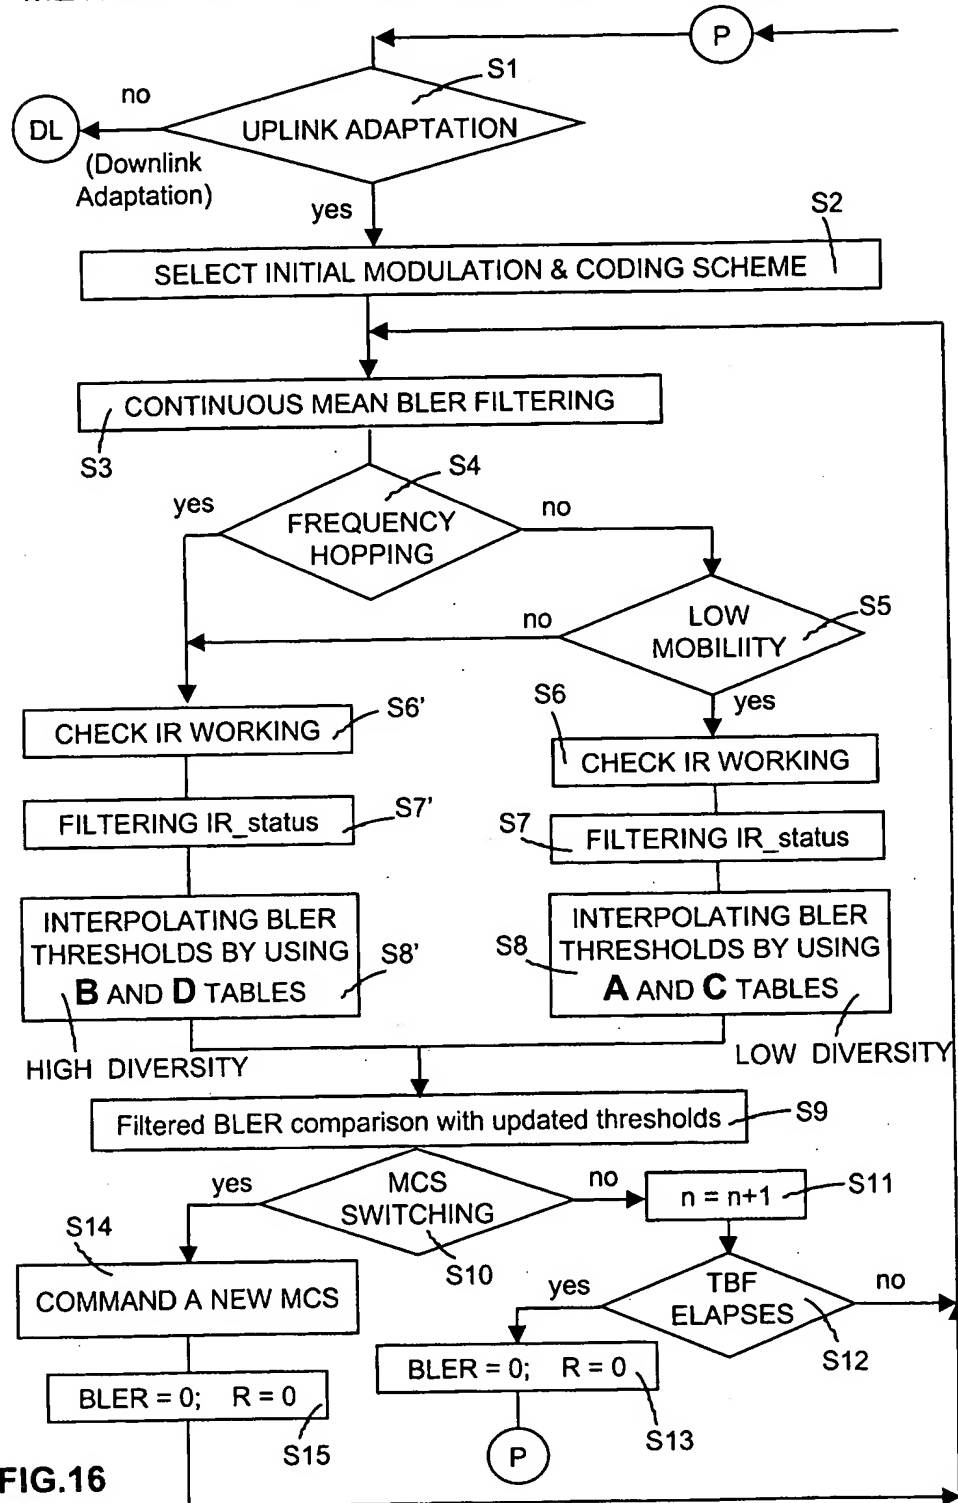 P
S1
no
DL
UPLINK ADAPTATION
(Downlink
Adaptation)
yes
S2
SELECT INITIAL MODULATION & CODING SCHEME
CONTINUOUS MEAN BLER FILTERING
S3
S4
yes
no
FREQUENCY
HOPPING
S5
no
LOW
MOBILIITY
S6'
S6
yes
CHECK IR WORKING
CHECK IR WORKING
S7'
FILTERING IR_status
S7
FILTERING IR_status
INTERPOLATING BLER
THRESHOLDS BY USING
B AND D TABLES
S8'
S8
INTERPOLATING BLER
THRESHOLDS BY USING
A AND C TABLES
HIGH DIVERSITY
LOW DIVERSITY
Filtered BLER comparison with updated thresholds
S9
yes
MCS
SWITCHING
no
n = n+1
S11
S14
S10
COMMAND A NEW MCS
yes
TBF
ELAPSES
no
S12
BLER = 0; R = 0
BLER = 0; R = 0
S13
S15
P
FIG.16